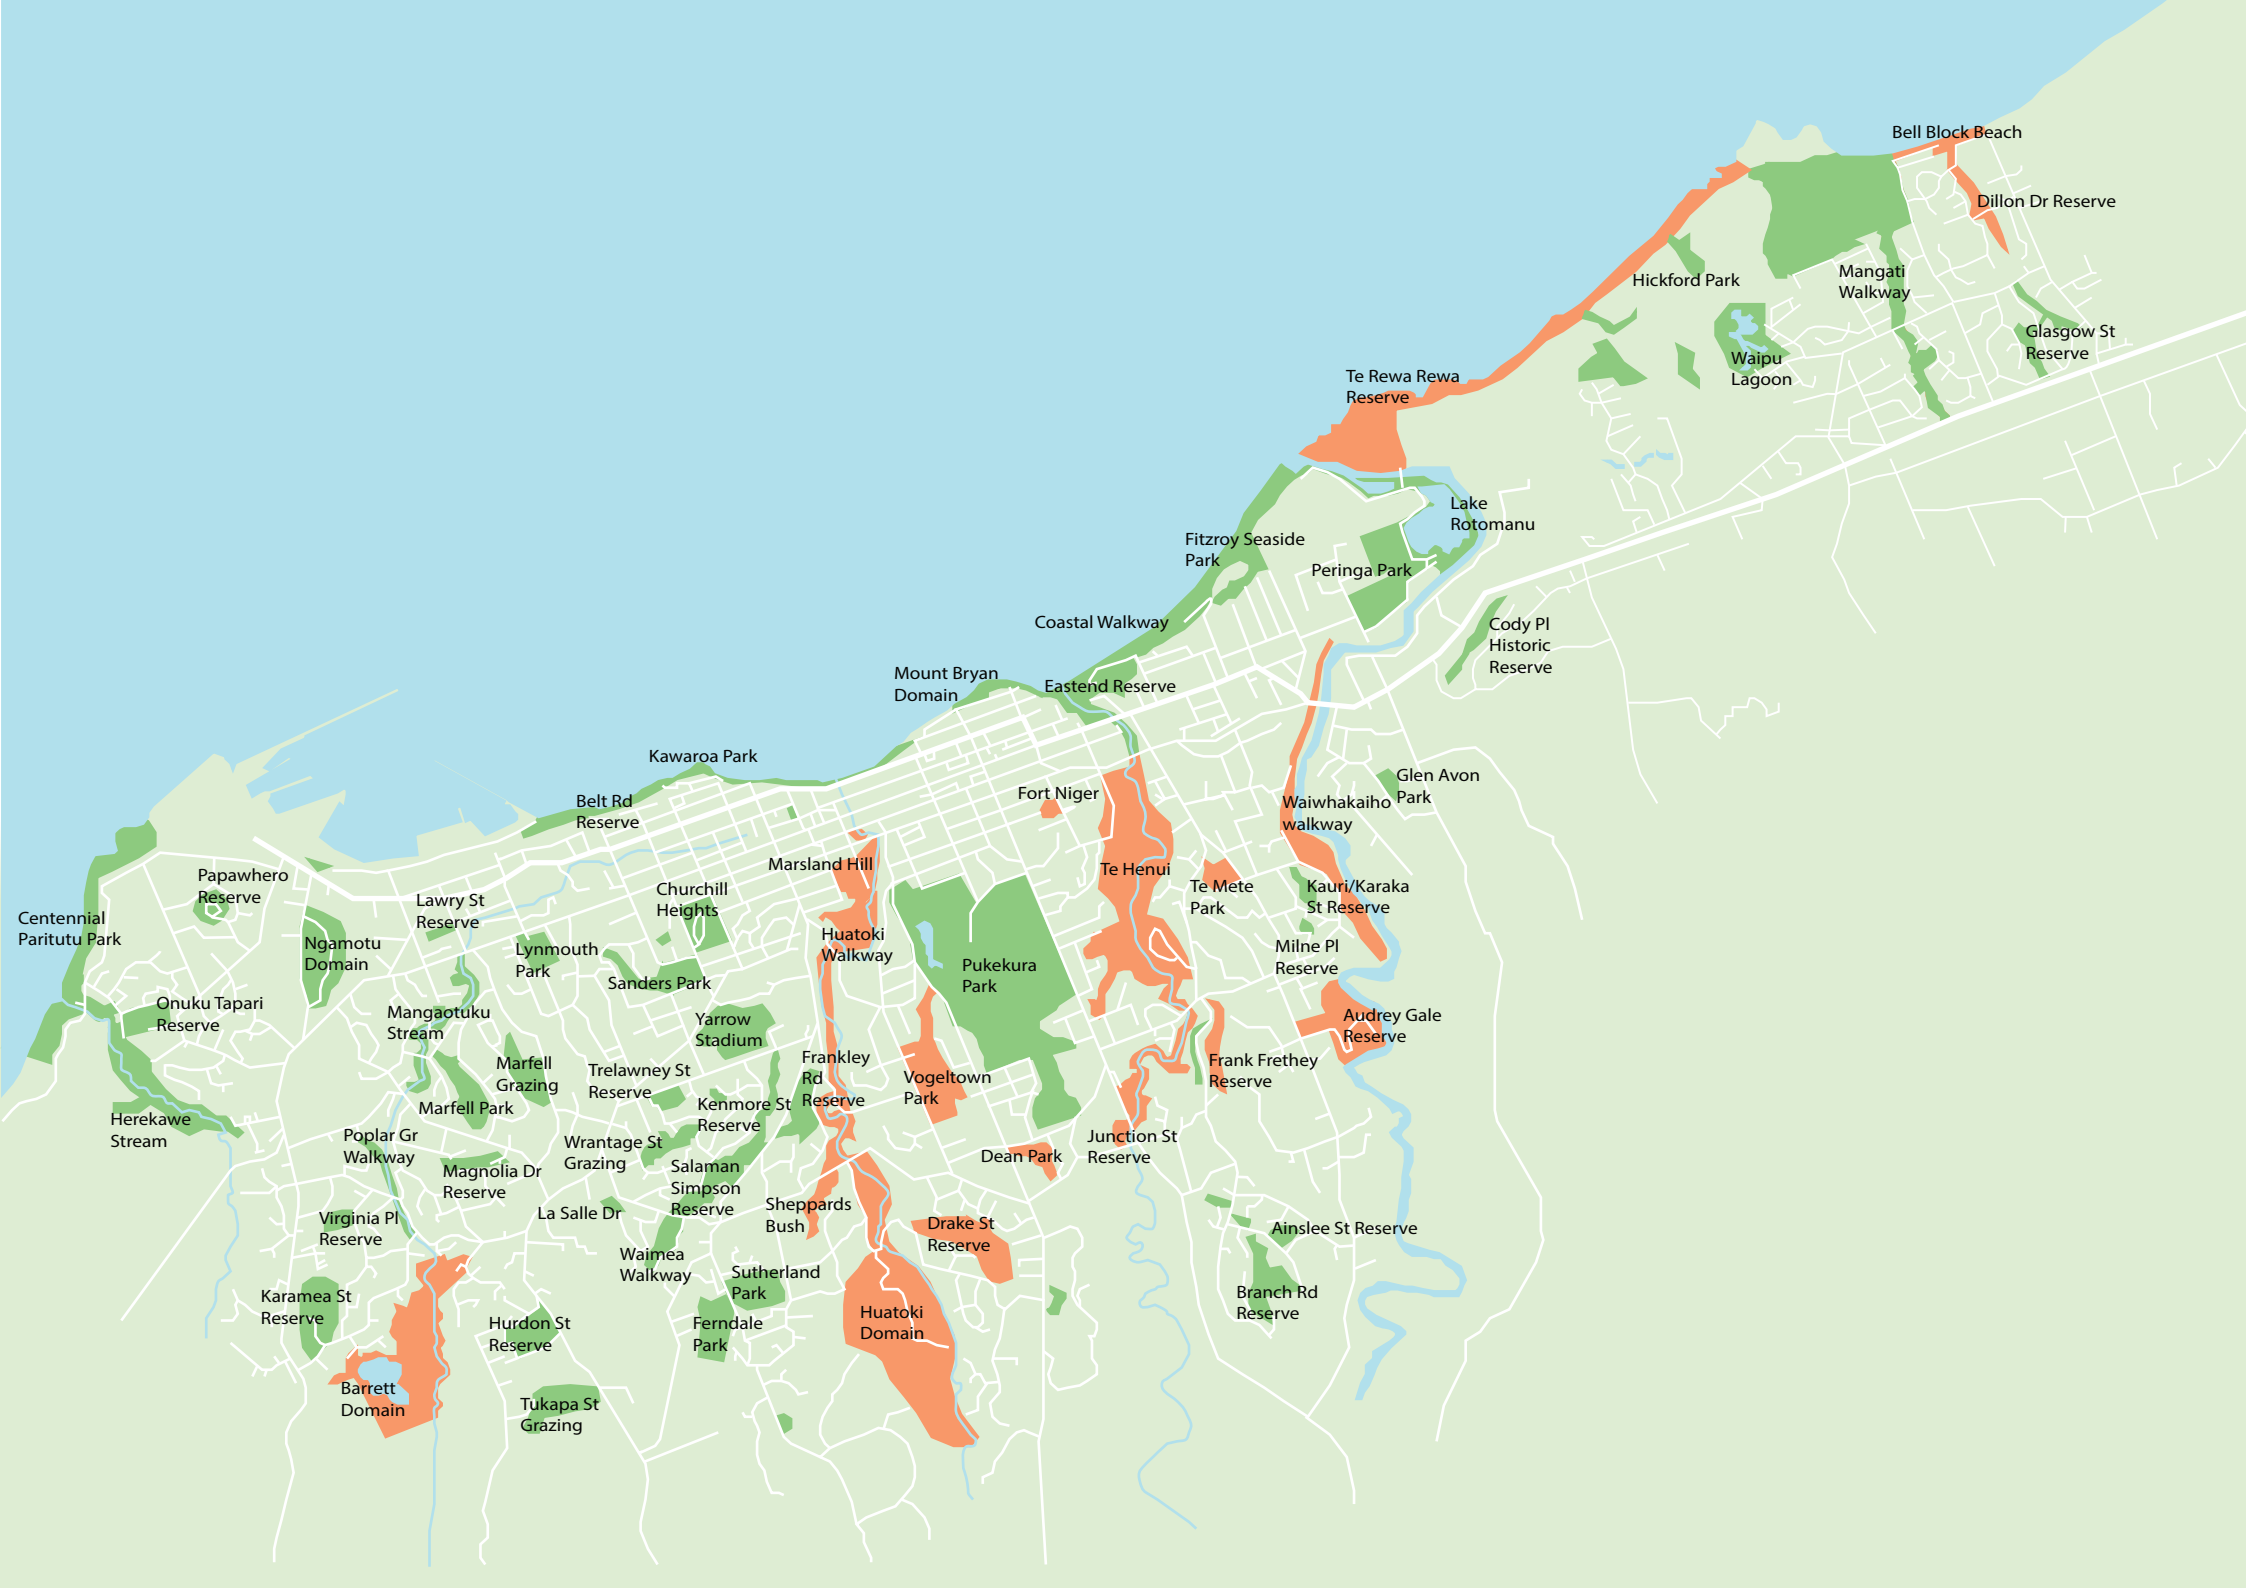 Bell Block Beach
Dillon Dr Reserve
Hickford Park
Mangati
Walkway
Glasgow St
Reserve
Waipu
Lagoon
Te Rewa Rewa
Reserve
Lake
Rotomanu
Fitzroy Seaside
Park
Peringa Park
Coastal Walkway
Cody Pl
Historic
Reserve
Mount Bryan
Domain
Eastend Reserve
Kawaroa Park
Belt Rd
Reserve
Fort Niger
Glen Avon
Park
Waiwhakaiho
walkway
Marsland Hill
Te Henui
Te Mete
Park
Kauri/Karaka
St Reserve
Papawhero
Reserve
Churchill
Heights
Lawry St
Reserve
Centennial
Paritutu Park
Ngamotu
Domain
Lynmouth
Park
Sanders Park
Huatoki
Walkway
Pukekura
Park
Milne Pl
Reserve
Onuku Tapari
Reserve
Mangaotuku
Stream
Yarrow
Stadium
Audrey Gale
Reserve
Marfell
Grazing
Trelawney St
Reserve
Frankley
Rd
Reserve
Vogeltown
Park
Frank Frethey
Reserve
Marfell Park
Kenmore St
Reserve
Herekawe
Stream
Poplar Gr
Walkway
Wrantage St
Grazing
Junction St
Reserve
Dean Park
Magnolia Dr
Reserve
Salaman
Simpson
Reserve
Virginia Pl
Reserve
La Salle Dr
Sheppards
Bush
Drake St
Reserve
Ainslee St Reserve
Waimea
Walkway
Sutherland
Park
Karamea St
Reserve
Hurdon St
Reserve
Ferndale
Park
Huatoki
Domain
Branch Rd
Reserve
Barrett
Domain
Tukapa St
Grazing